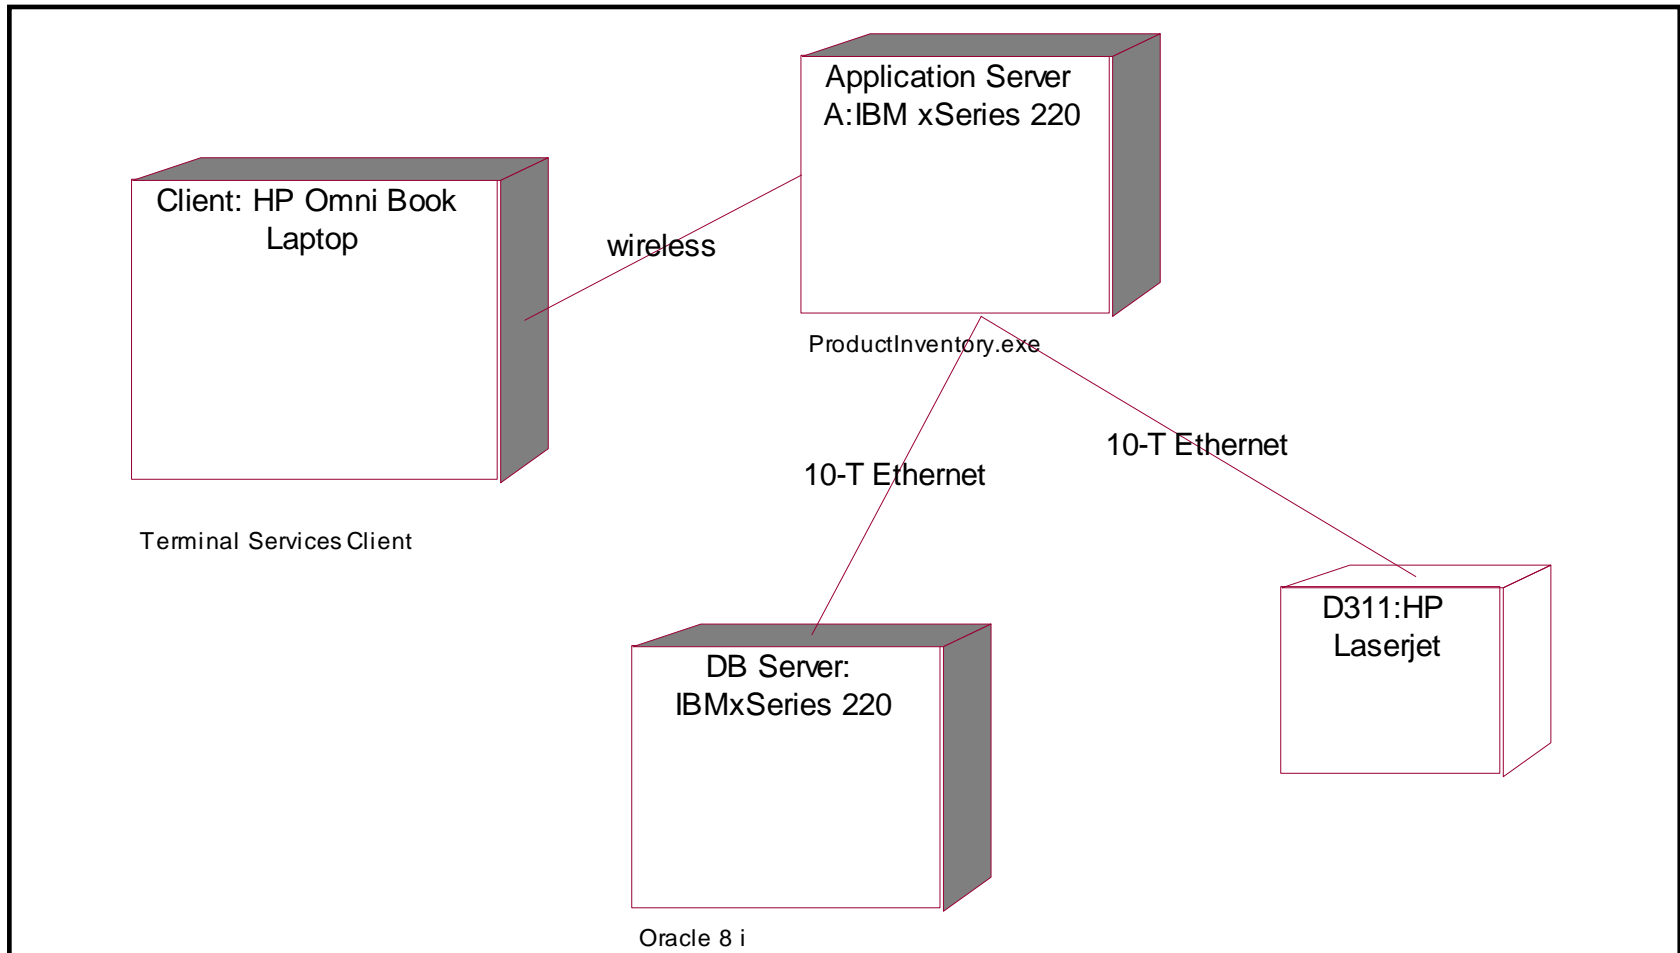 Application Server
A:IBM xSeries 220
Client: HP Omni Book
Laptop
wireless
ProductInventory.exe
10-T Ethernet
10-T Ethernet
Terminal Services Client
D311:HP
Laserjet
DB Server:
IBMxSeries 220
Oracle 8 i